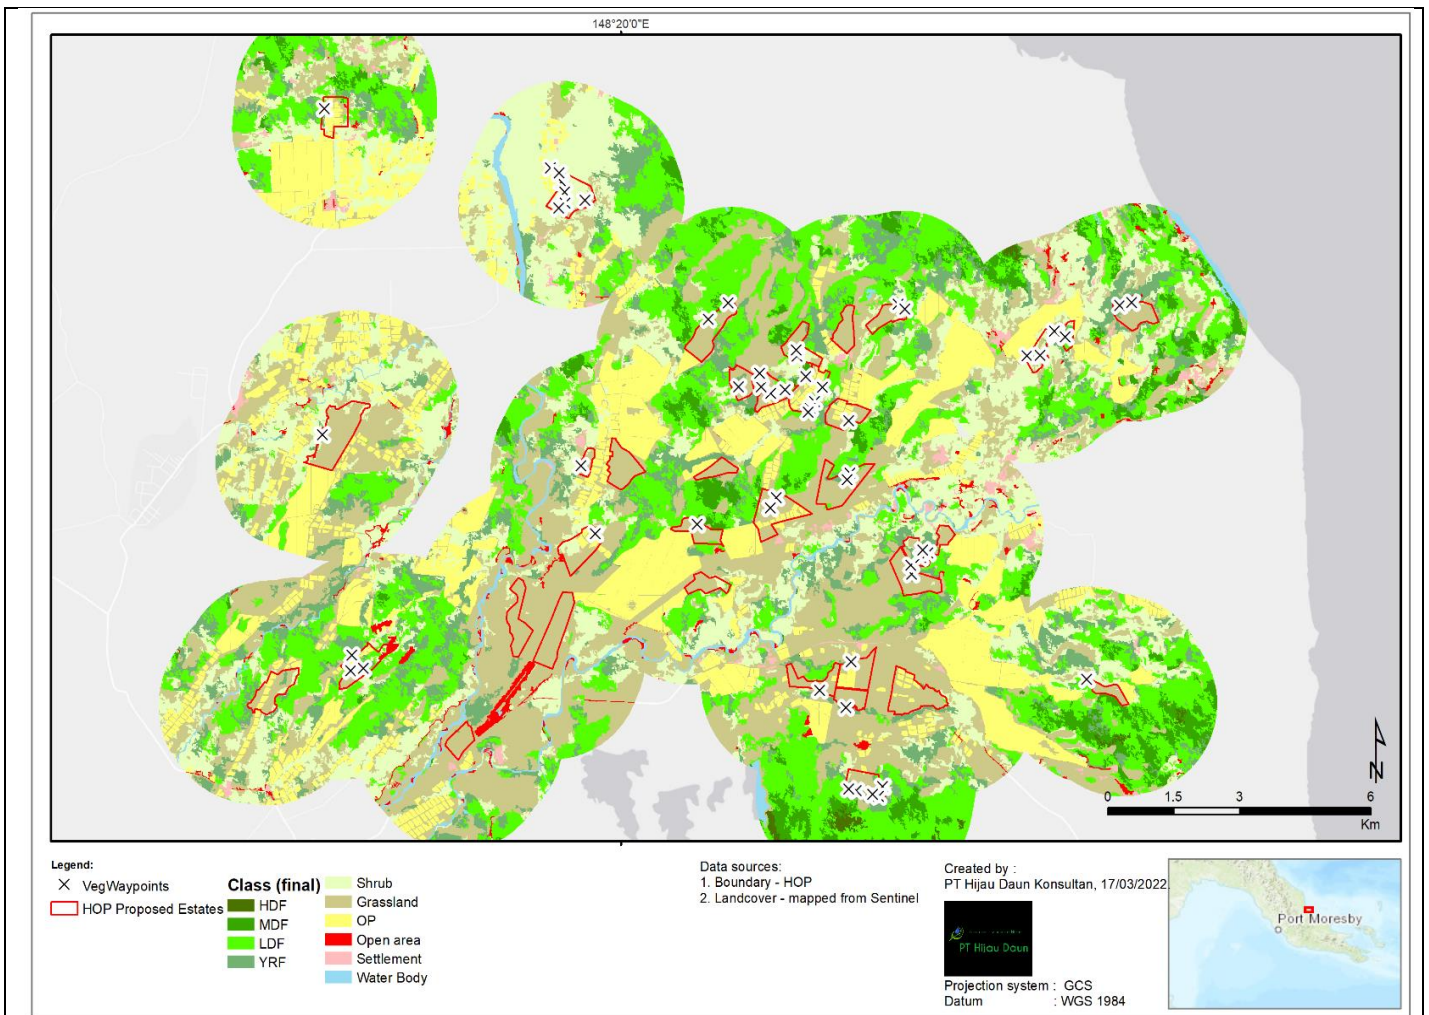 148°20'0"E
N
0 1.5 3 6
Km
Legend:
VegWaypoints
HOP Proposed Estates
Class (final)
HDF
MDF
LDF
YRF
Shrub
Grassland
OP
Open area
Settlement
Water Body
Data sources:
1. Boundary - HOP
2. Landcover - mapped from Sentinel
Created by :
PT Hijau Daun Konsultan, 17/03/2022
PT Hijau Daun
Projection system : GCS
Datum : WGS 1984
Port Moresby